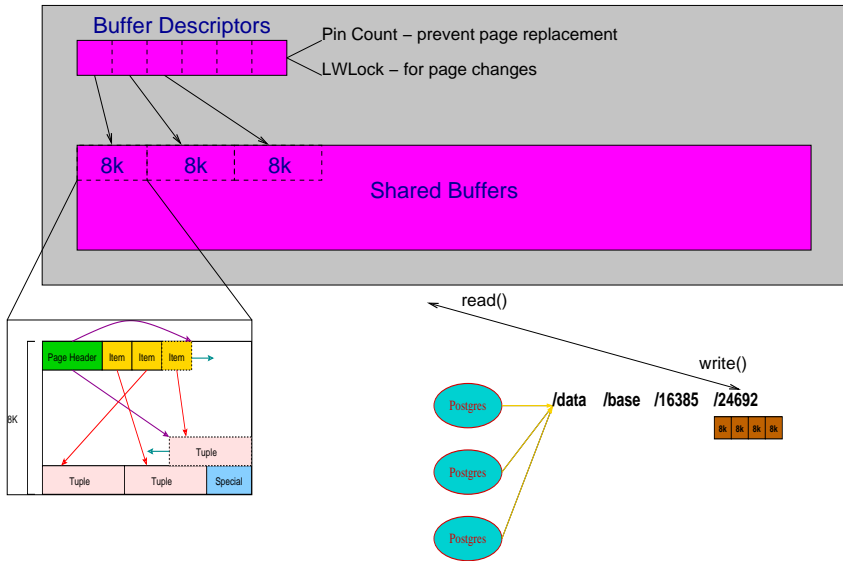 Buffer Descriptors
Pin Count – prevent page replacement
LWLock – for page changes
8k 8k 8k
Shared Buffers
read()
write()
Page Header Item Item Item
8K
Tuple
Tuple Tuple Special
/data /base /16385 /24692
8k 8k 8k 8k
Postgres
Postgres
Postgres